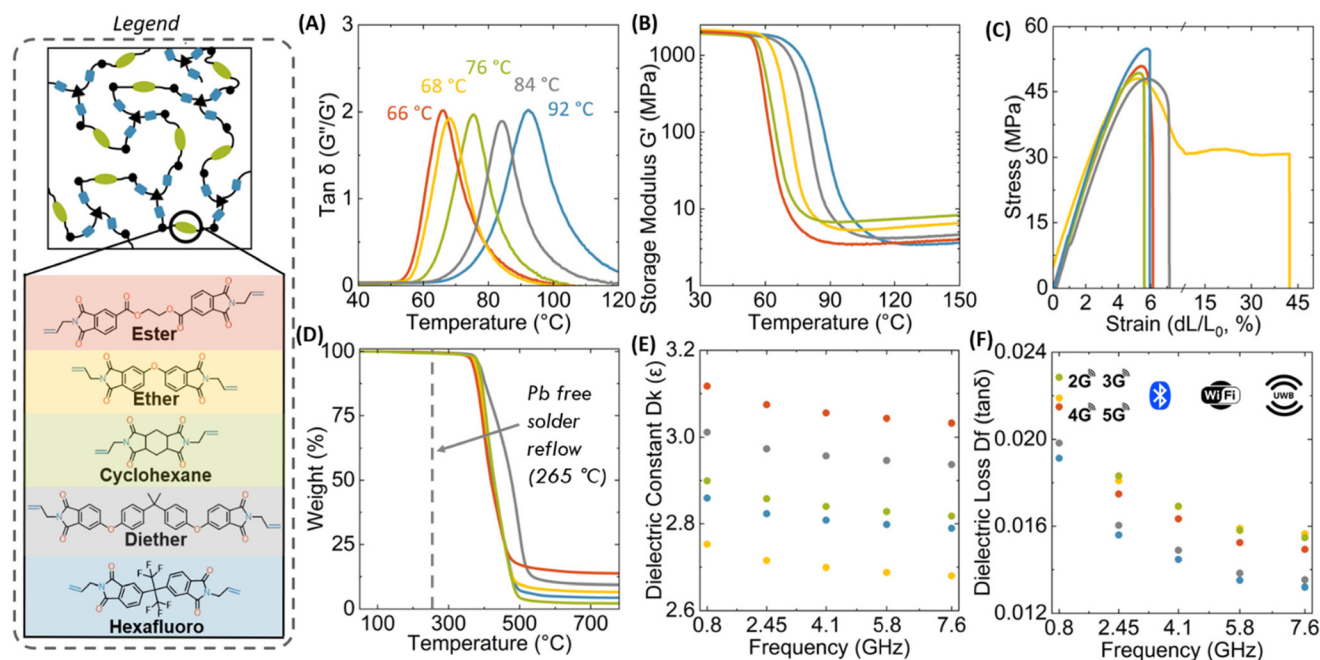 Legend
Ester
Ether
Cyclohexane
Diether
Hexafluoro
(A)
Tan δ (G"/G')
3
2
1
0
66 °C
68 °C
76 °C
84 °C
92 °C
40 60 80 100 120
Temperature (°C)
(B)
Storage Modulus G' (MPa)
1000
100
10
1
30 60 90 120 150
Temperature (°C)
(C)
Stress (MPa)
60
45
30
15
0
0 2 4 6 15 30 45
Strain (dL/L₀, %)
(D)
Weight (%)
100
75
50
25
0
Pb free
solder
reflow
(265 °C)
50 300 500 700
Temperature (°C)
(E)
Dielectric Constant Dk (ε)
3.2
3.0
2.8
2.6
0.8 2.45 4.1 5.8 7.6
Frequency (GHz)
(F)
Dielectric Loss Df (tanδ)
0.024
0.020
0.016
0.012
2G 3G
4G 5G
WiFi
UWB
0.8 2.45 4.1 5.8 7.6
Frequency (GHz)